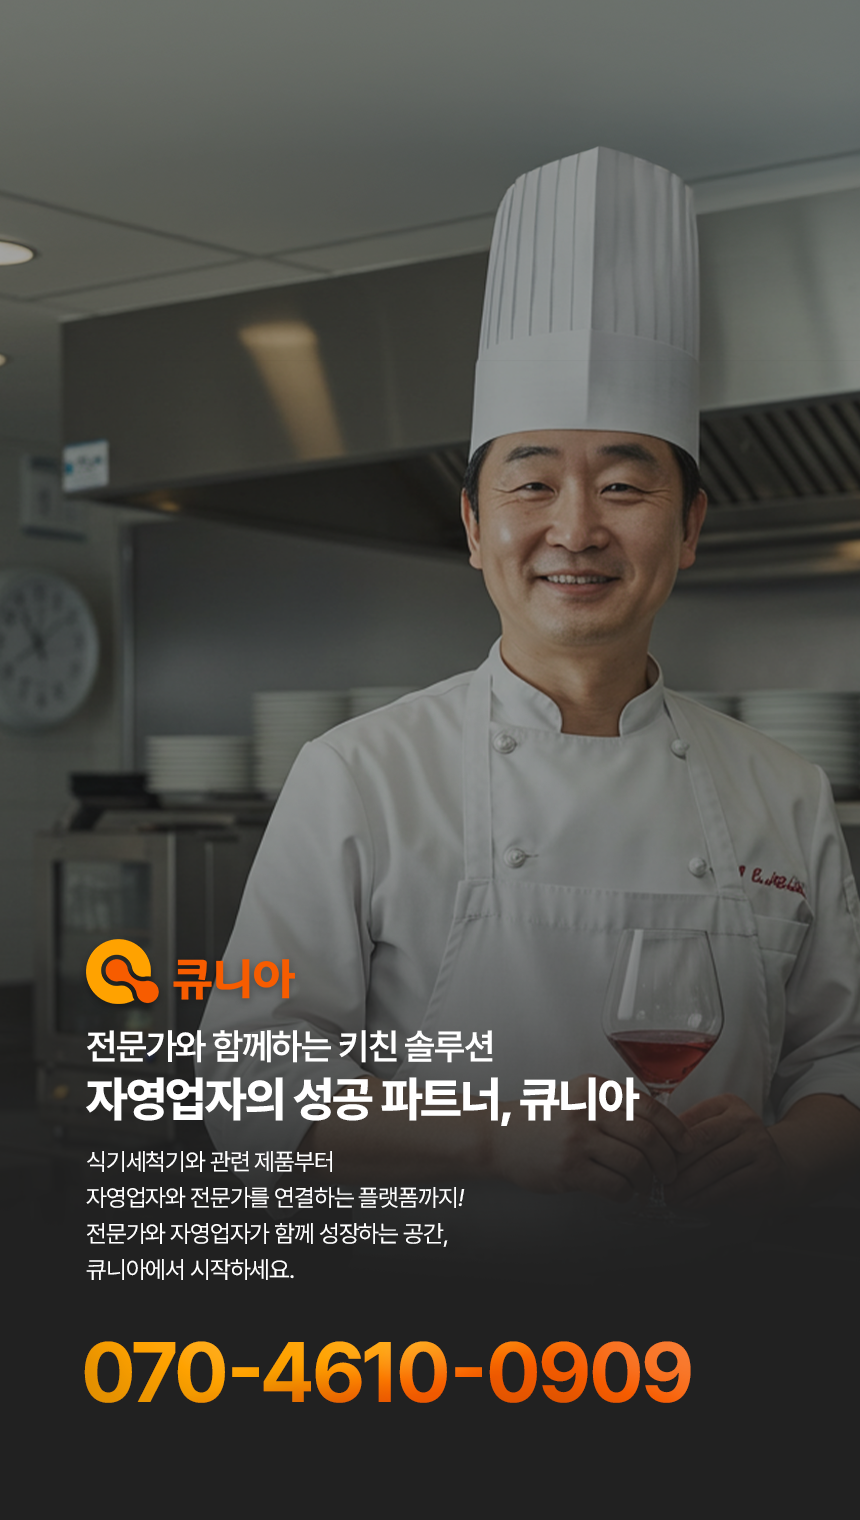 큐니아
전문가와 함께하는 키친 솔루션
자영업자의 성공 파트너, 큐니아
식기세척기와 관련 제품부터
자영업자와 전문가를 연결하는 플랫폼까지!
전문가와 자영업자가 함께 성장하는 공간,
큐니아에서 시작하세요.
070-4610-0909